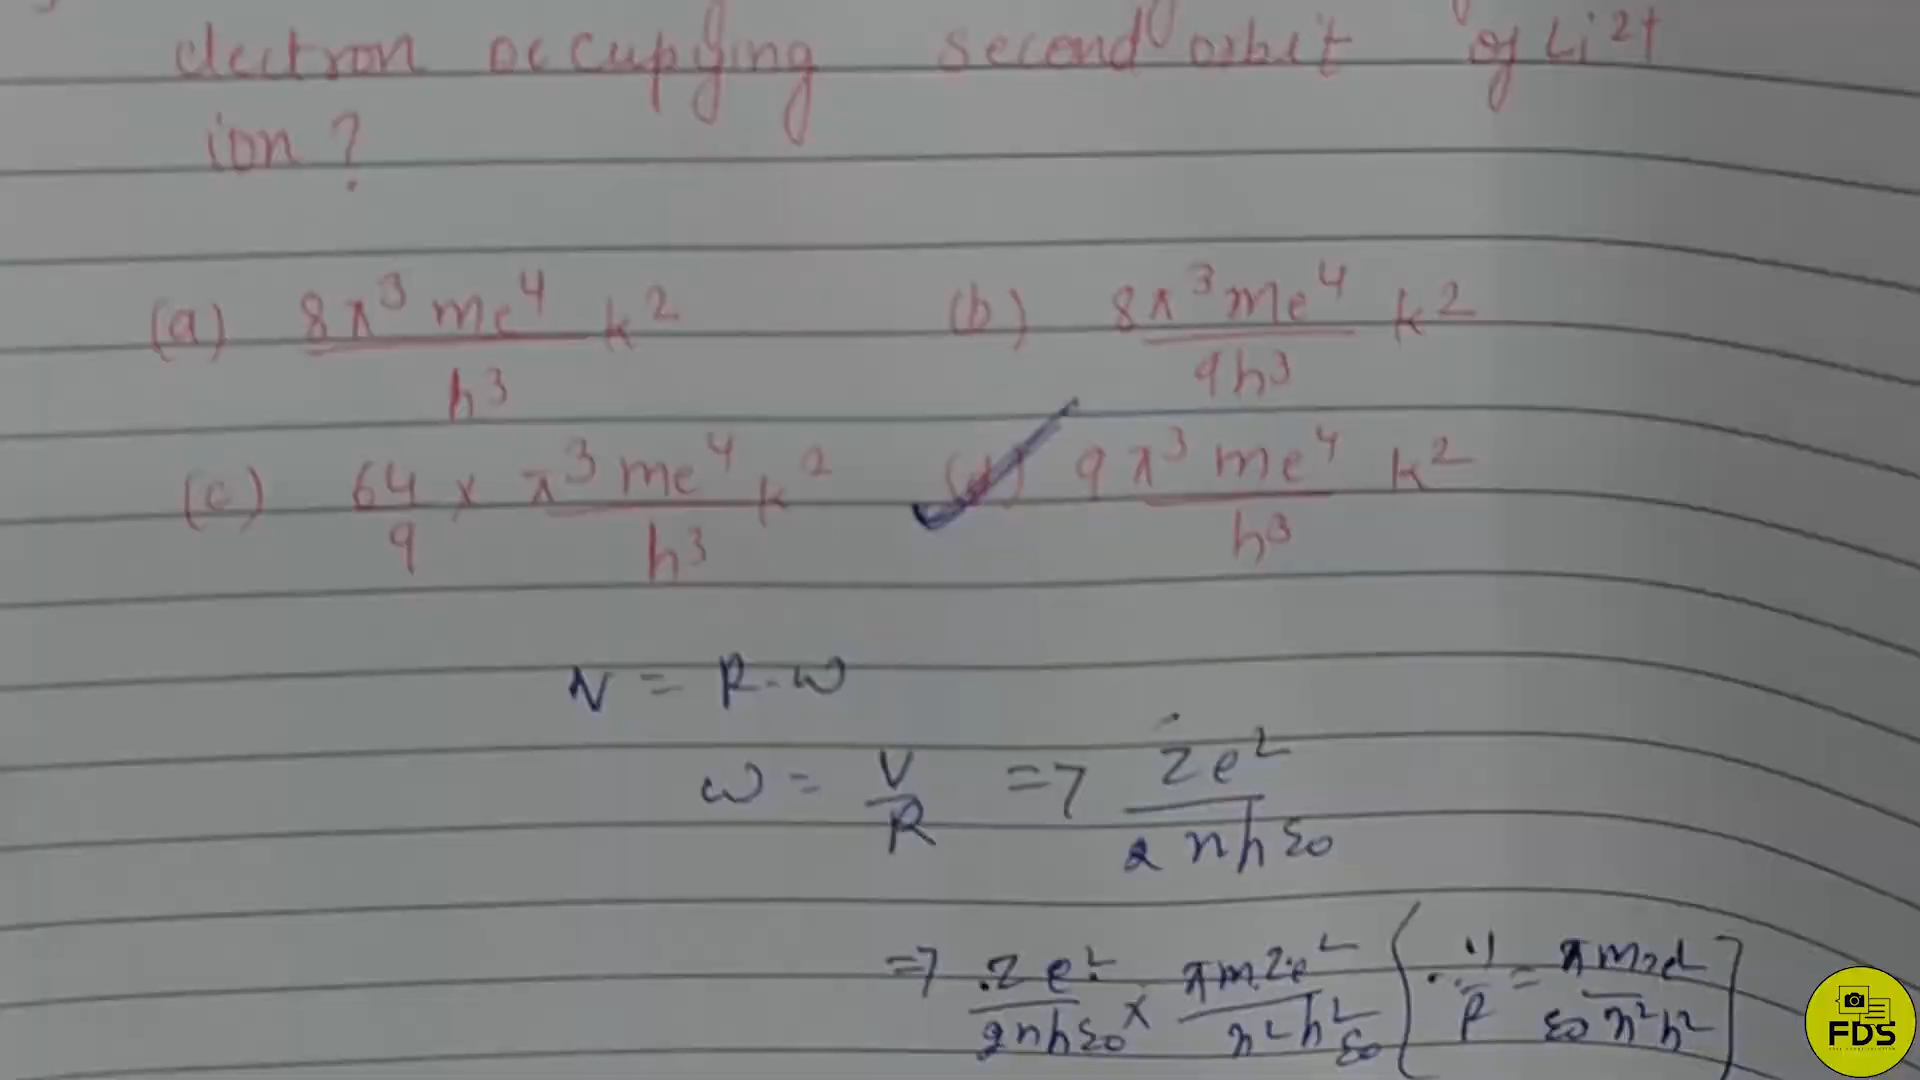 electron occupying second orbit of Li²⁺
ion ?
(a) 8π³me⁴/h³ k² (b) 8π³me⁴/9h³ k²
(c) 64/9 × π³me⁴/h³ k² (d) 9π³me⁴/h³ k²
v = R.ω
ω = V/R => Ze²/2nhε₀
=> Ze²/2nhε₀ × πmZe²/n²h²ε₀ [∵ 1/R = πmZe²/ε₀n²h²]
FDS